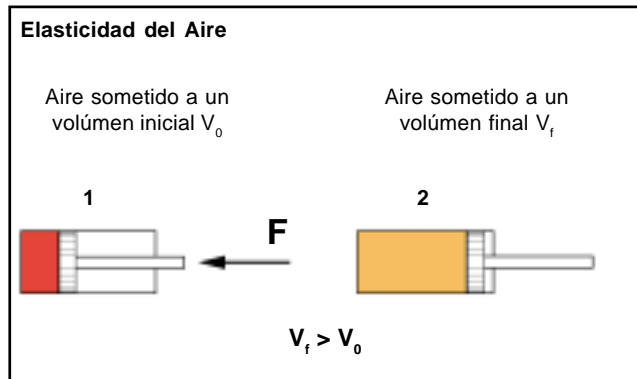 Elasticidad del Aire
Aire sometido a un
volúmen inicial V₀
Aire sometido a un
volúmen final Vf
1
2
F
Vf > V₀